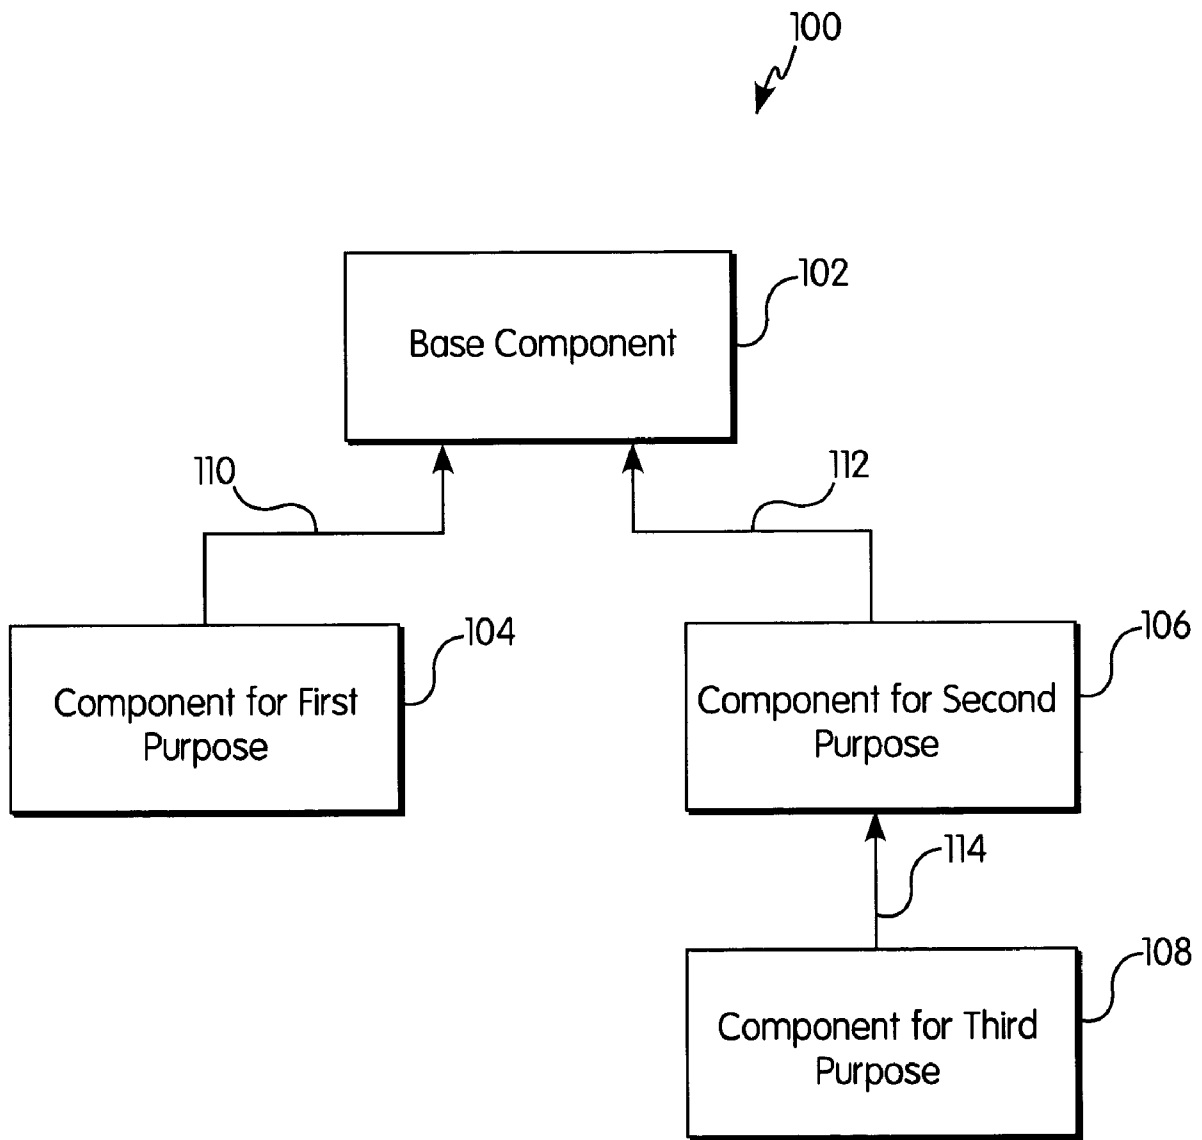 100
102
Base Component
110
112
104
Component for First
Purpose
106
Component for Second
Purpose
114
108
Component for Third
Purpose